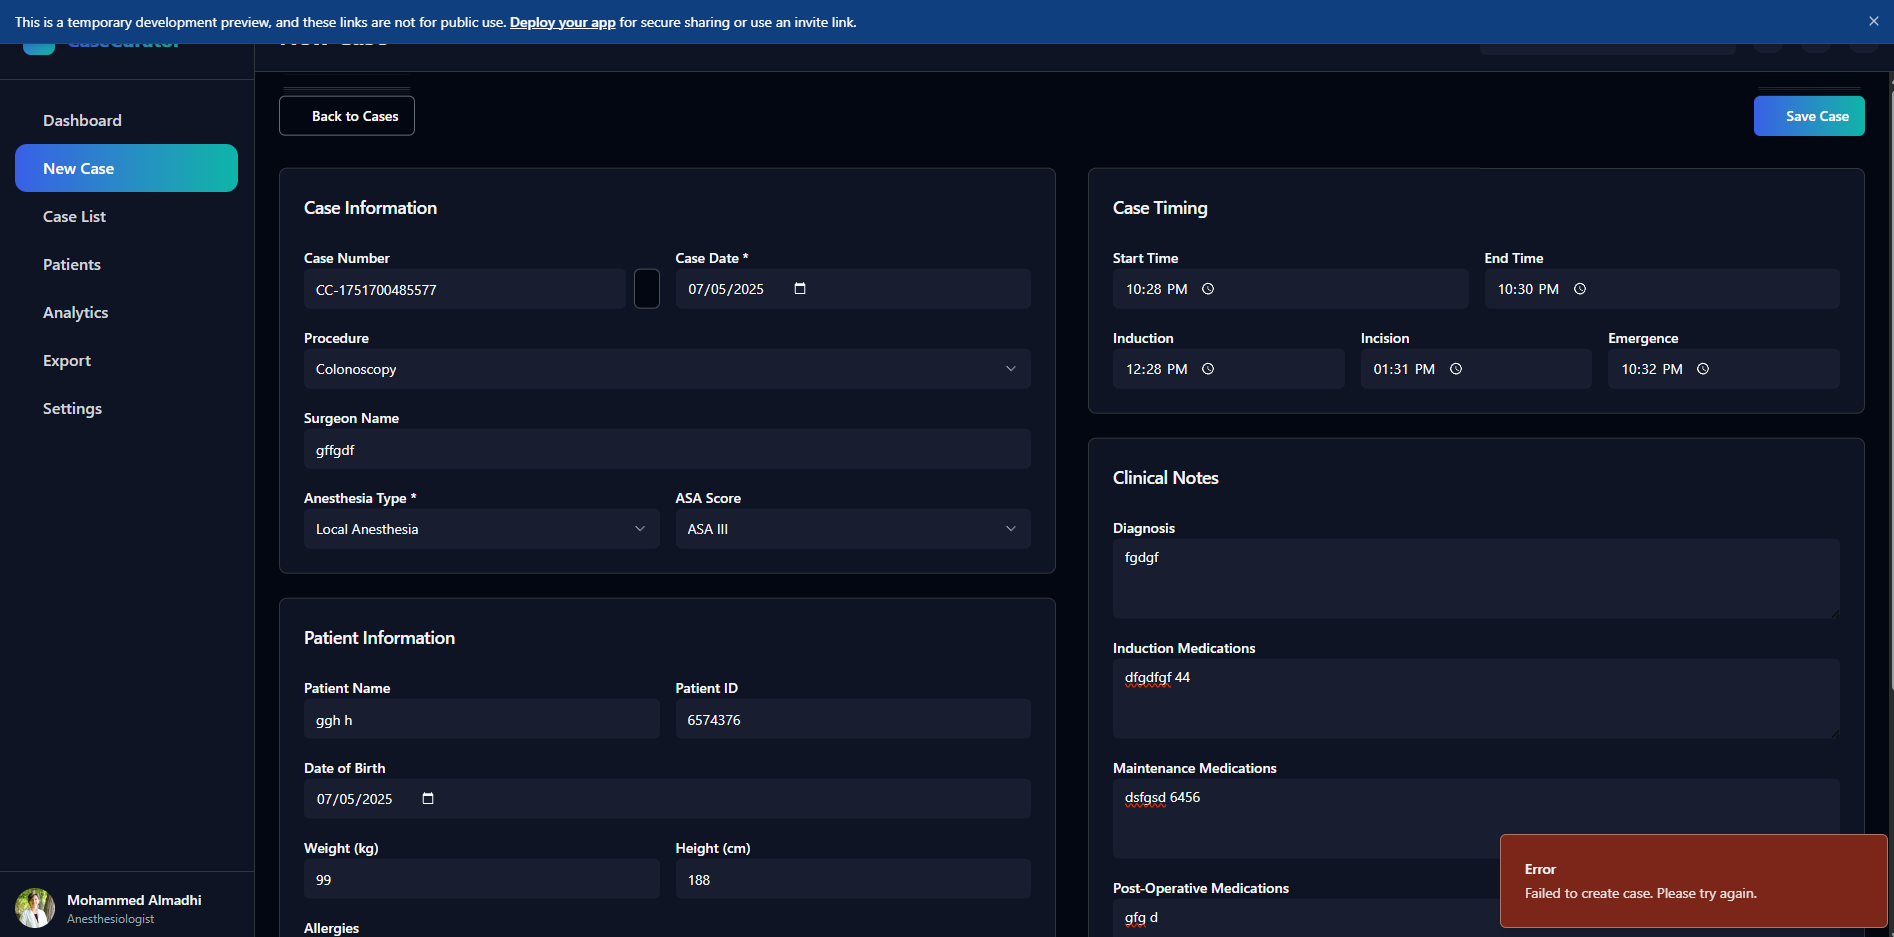 This is a temporary development preview, and these links are not for public use. Deploy your app for secure sharing or use an invite link.
CaseCurator
New Case
Dashboard
New Case
Case List
Patients
Analytics
Export
Settings
Mohammed Almadhi
Anesthesiologist
Back to Cases
Save Case
Case Information
Case Number
Case Date *
CC-1751700485577
07/05/2025
Procedure
Colonoscopy
Surgeon Name
gffgdf
Anesthesia Type *
ASA Score
Local Anesthesia
ASA III
Patient Information
Patient Name
Patient ID
ggh h
6574376
Date of Birth
07/05/2025
Weight (kg)
Height (cm)
99
188
Allergies
Case Timing
Start Time
End Time
10:28 PM
10:30 PM
Induction
Incision
Emergence
12:28 PM
01:31 PM
10:32 PM
Clinical Notes
Diagnosis
fgdgf
Induction Medications
dfgdfgf 44
Maintenance Medications
dsfgsd 6456
Post-Operative Medications
gfg d
Error
Failed to create case. Please try again.